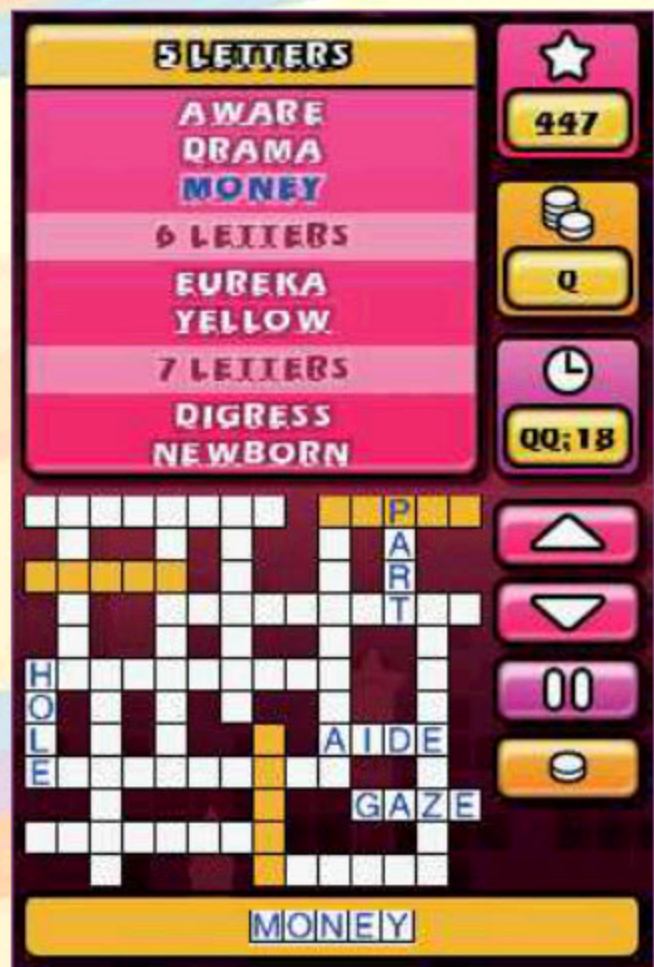 5 LETTERS
AWARE
DRAMA
MONEY
6 LETTERS
EUREKA
YELLOW
7 LETTERS
DIGRESS
NEWBORN
447
0
00:18
P
A
R
T
H
O
L
AIDE
E
GAZE
MONEY